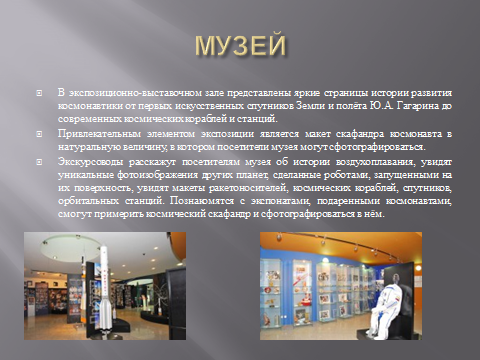 МУЗЕЙ
В экспозиционно-выставочном зале представлены яркие страницы истории развития
космонавтики от первых искусственных спутников Земли и полёта Ю.А. Гагарина до
современных космических кораблей и станций.
Привлекательным элементом экспозиции является макет скафандра космонавта в
натуральную величину, в котором посетители музея могут сфотографироваться.
Экскурсоводы расскажут посетителям музея об истории воздухоплавания, увидят
уникальные фотоизображения других планет, сделанные роботами, запущенными на
их поверхность, увидят макеты ракетоносителей, космических кораблей, спутников,
орбитальных станций. Познакомятся с экспонатами, подаренными космонавтами,
смогут примерить космический скафандр и сфотографироваться в нём.